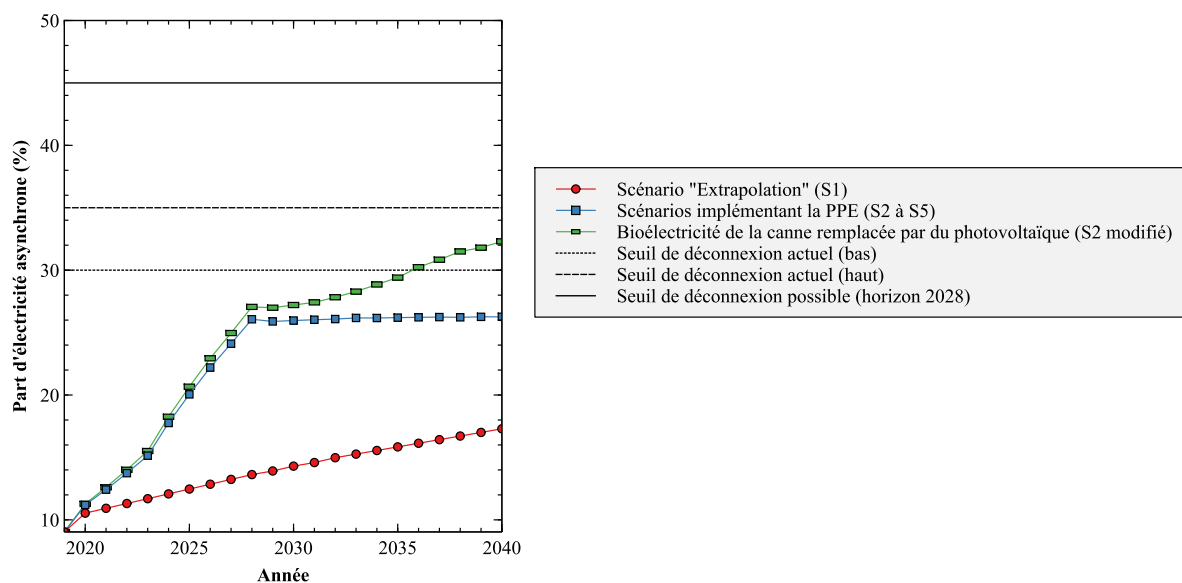 50
40
30
20
10
Part d'électricité asynchrone (%)
2020
2025
2030
2035
2040
Année
Scénario "Extrapolation" (S1)
Scénarios implémentant la PPE (S2 à S5)
Bioélectricité de la canne remplacée par du photovoltaïque (S2 modifié)
Seuil de déconnexion actuel (bas)
Seuil de déconnexion actuel (haut)
Seuil de déconnexion possible (horizon 2028)